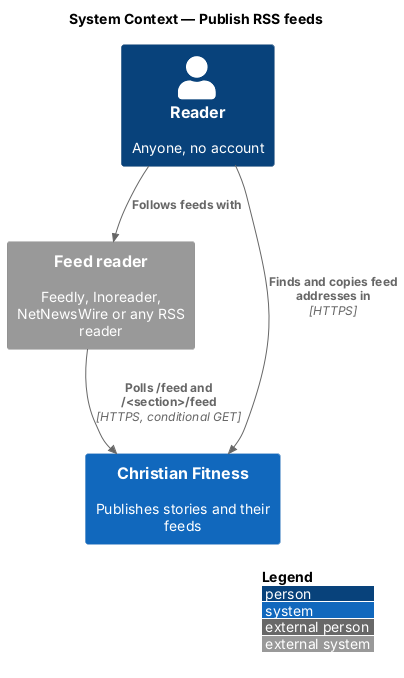 System Context — Publish RSS feeds
Reader
Anyone, no account
Follows feeds with
Feed reader
Feedly, Inoreader,
NetNewsWire or any RSS
reader
Finds and copies feed
addresses in
[HTTPS]
Polls /feed and
/<section>/feed
[HTTPS, conditional GET]
Christian Fitness
Publishes stories and their
feeds
Legend
person
system
external person
external system